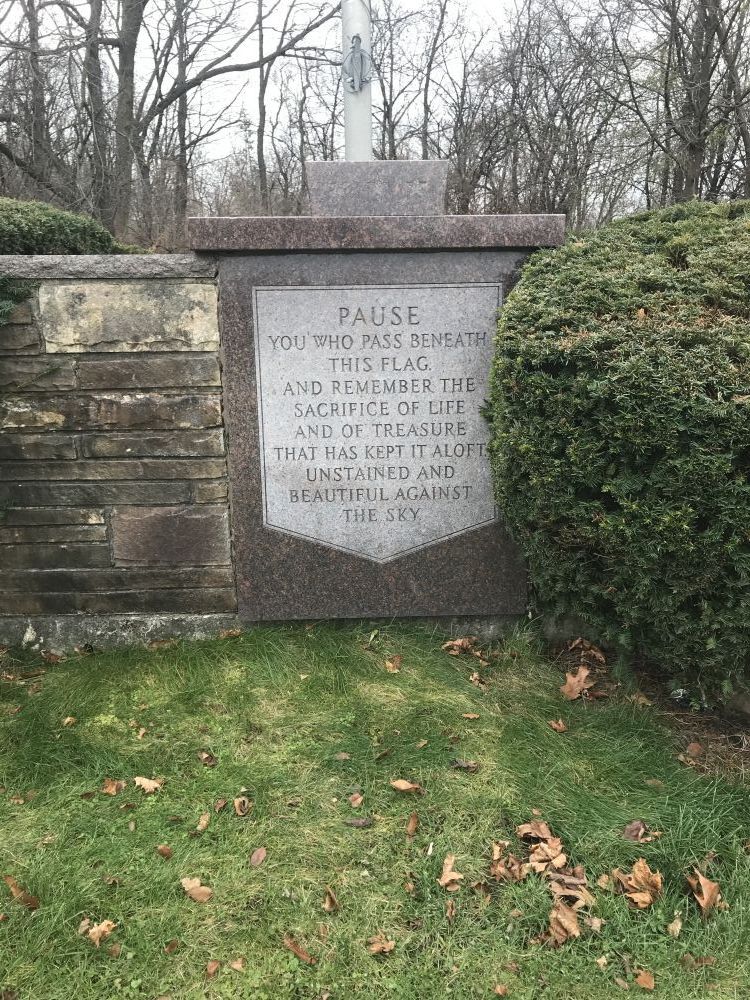 PAUSE
YOU WHO PASS BENEATH
THIS FLAG.
AND REMEMBER THE
SACRIFICE OF LIFE
AND OF TREASURE
THAT HAS KEPT IT ALOFT
UNSTAINED AND
BEAUTIFUL AGAINST
THE SKY